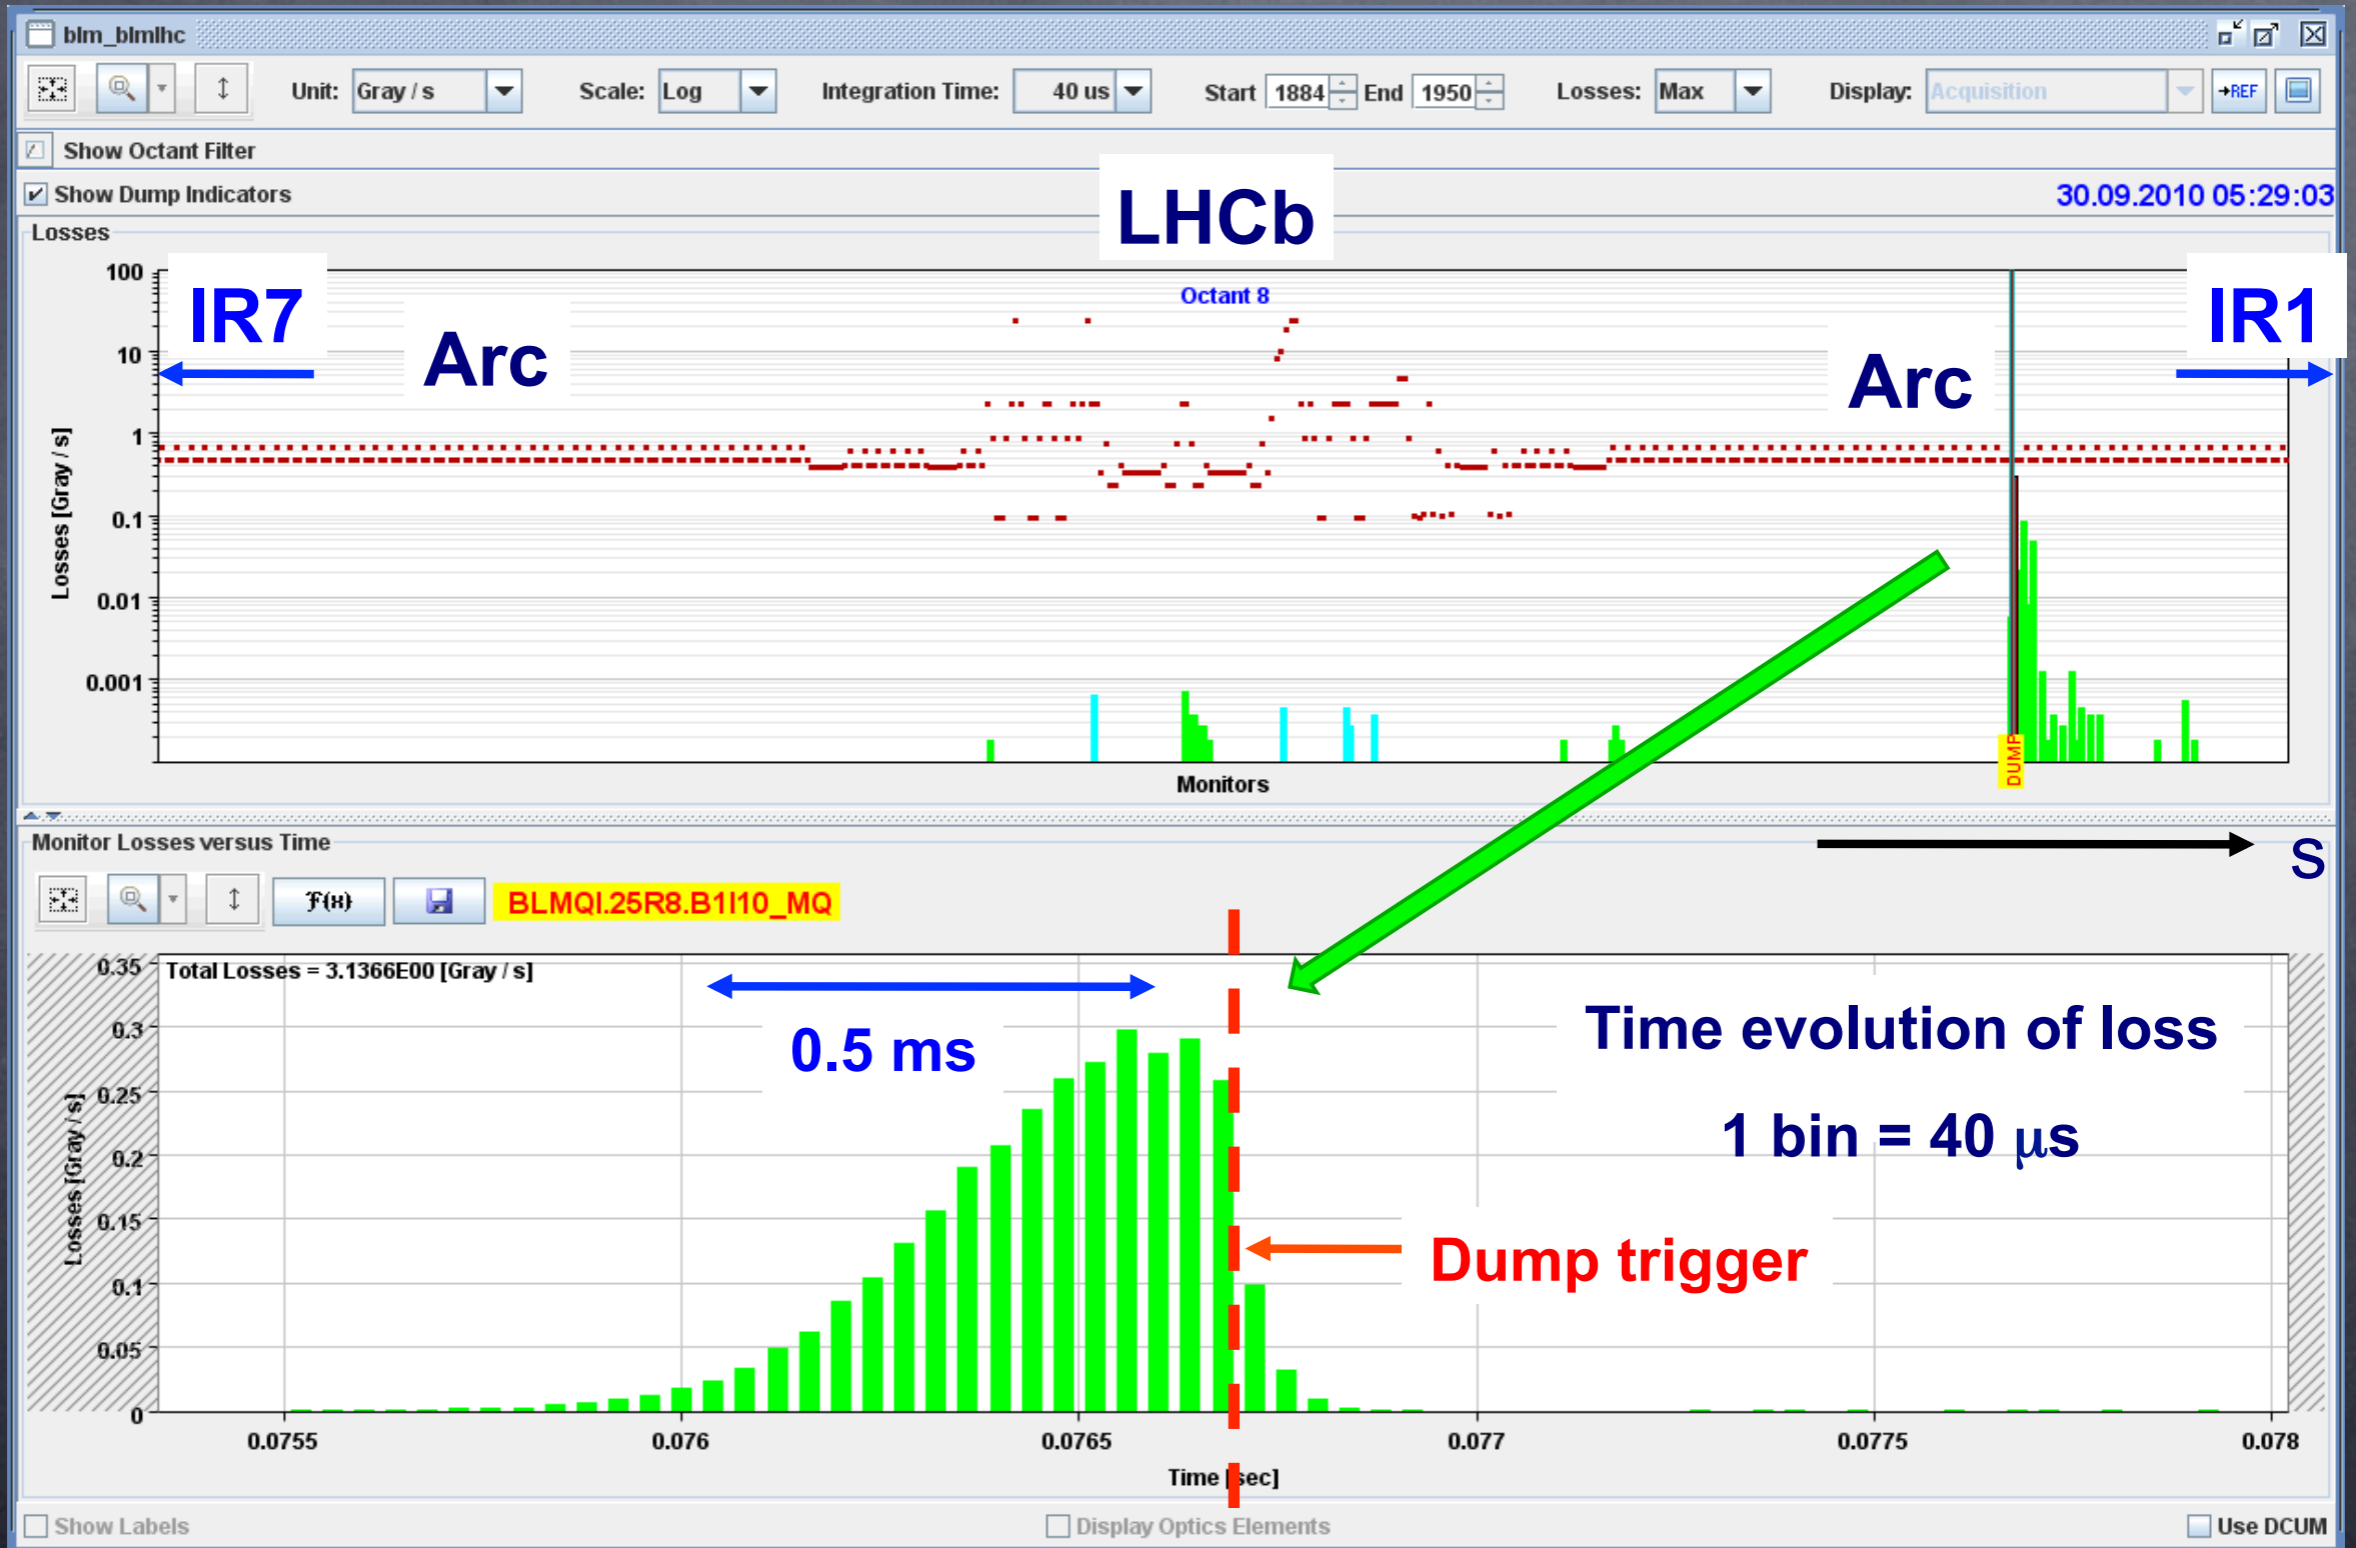 blm_blmlhc
Unit: Gray / s Scale: Log Integration Time: 40 us Start 1884 End 1950 Losses: Max Display: Acquisition →REF
Show Octant Filter
Show Dump Indicators
30.09.2010 05:29:03
LHCb
Losses
IR7
Arc
Octant 8
Arc
IR1
100
10
1
0.1
0.01
0.001
Losses [Gray / s]
DUMP
Monitors
S
Monitor Losses versus Time
F(x)
BLMQI.25R8.B1I10_MQ
Total Losses = 3.1366E00 [Gray / s]
0.5 ms
Time evolution of loss
1 bin = 40 μs
Dump trigger
0.35
0.3
0.25
0.2
0.15
0.1
0.05
0
Losses [Gray / s]
0.0755 0.076 0.0765 0.077 0.0775 0.078
Time [sec]
Show Labels Display Optics Elements Use DCUM